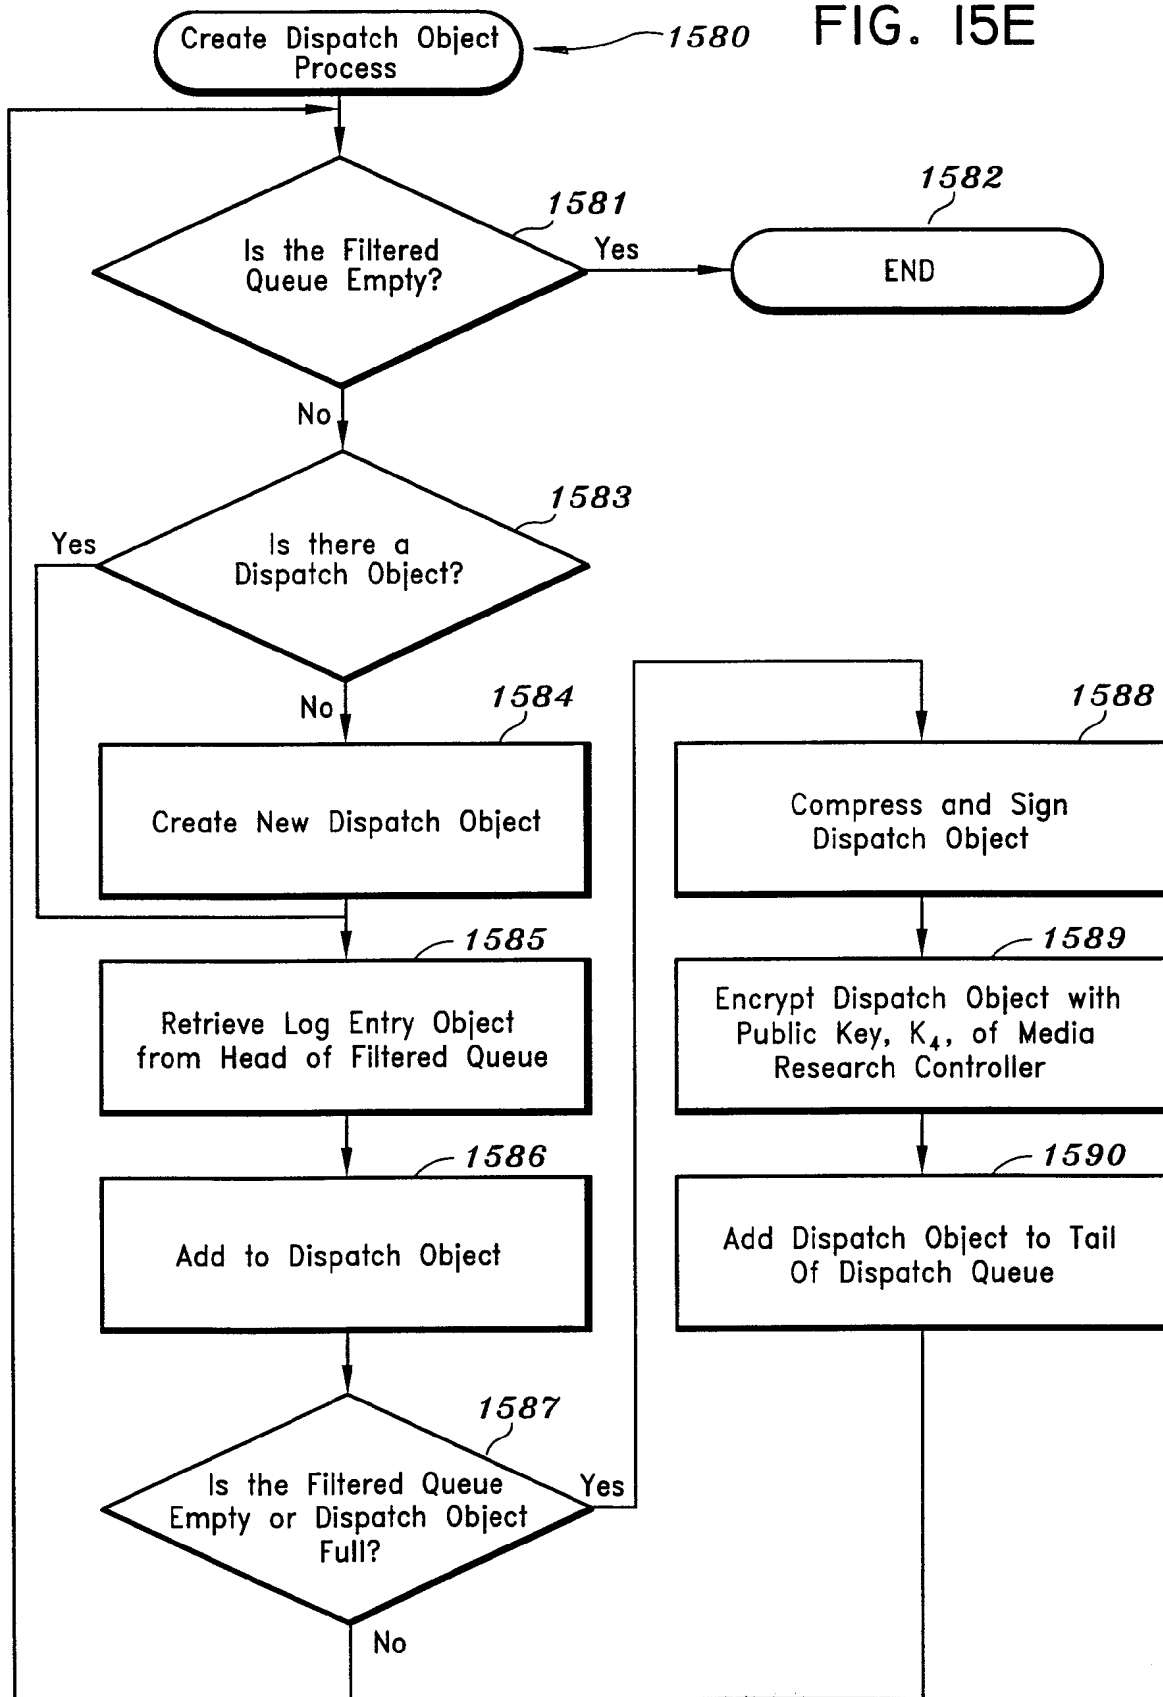 FIG. 15E
Create Dispatch Object
Process
1580
1581
Is the Filtered
Queue Empty?
Yes
1582
END
No
1583
Is there a
Dispatch Object?
Yes
No
1584
Create New Dispatch Object
1585
Retrieve Log Entry Object
from Head of Filtered Queue
1586
Add to Dispatch Object
1587
Is the Filtered Queue
Empty or Dispatch Object
Full?
Yes
No
1588
Compress and Sign
Dispatch Object
1589
Encrypt Dispatch Object with
Public Key, K₄, of Media
Research Controller
1590
Add Dispatch Object to Tail
Of Dispatch Queue